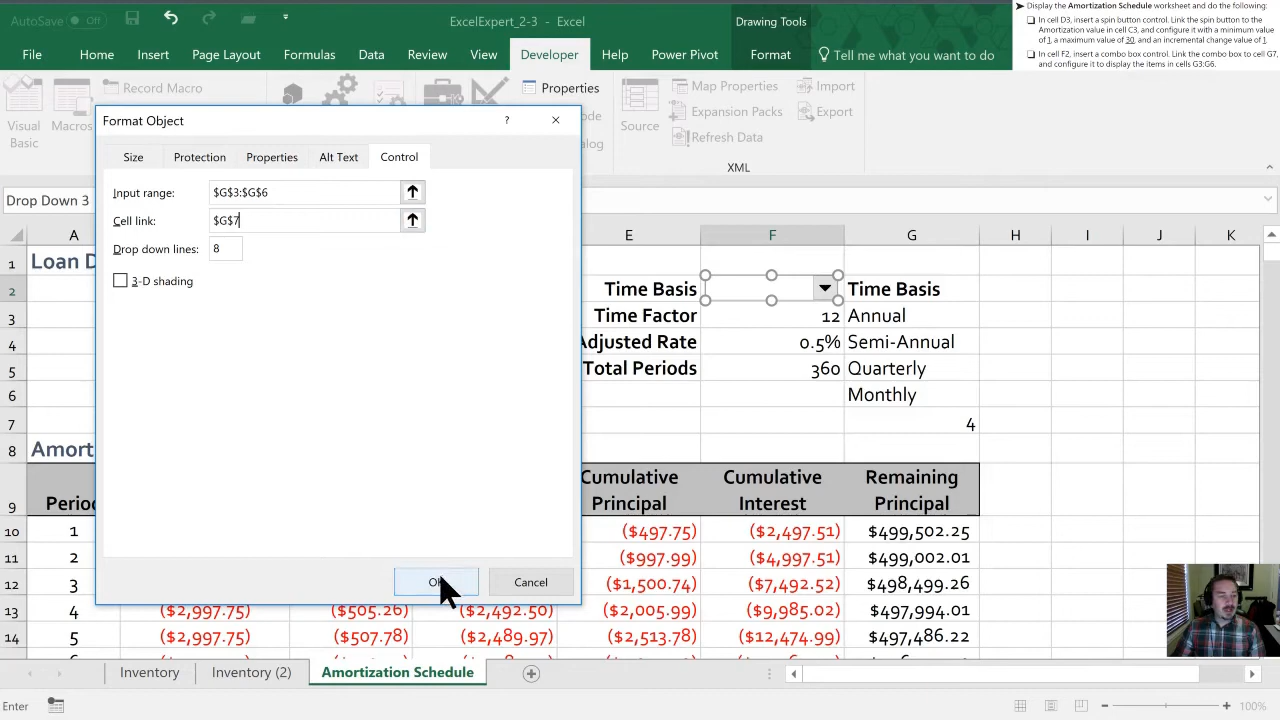 AutoSave Off
ExcelExpert_2-3 - Excel
Drawing Tools
File Home Insert Page Layout Formulas Data Review View Developer Help Power Pivot Format Tell me what you want to do
Display the Amortization Schedule worksheet and do the following:
In cell D3, insert a spin button control. Link the spin button to the
Amortization value in cell C3, and configure it with a minimum value of
1, a maximum value of 30, and an incremental change value of 1.
In cell F2, insert a combo box control. Link the combo box to cell G7,
and configure it to display the items in cells G3:G6.
Visual
Basic
Macros
Record Macro
Properties
Source
Map Properties
Expansion Packs
Refresh Data
Import
Export
XML
Drop Down 3
Format Object
?
Size Protection Properties Alt Text Control
Input range: $G$3:$G$6
Cell link: $G$7
Drop down lines: 8
3-D shading
OK Cancel
A E F G H I J K
1 Loan D
2 Time Basis Time Basis
3 Time Factor 12 Annual
4 Adjusted Rate 0.5% Semi-Annual
5 Total Periods 360 Quarterly
6 Monthly
7 4
8 Amort
Cumulative Cumulative Remaining
9 Period Principal Interest Principal
10 1 ($497.75) ($2,497.51) $499,502.25
11 2 ($997.99) ($4,997.51) $499,002.01
12 3 ($1,500.74) ($7,492.52) $498,499.26
13 4 ($2,997.75) ($505.26) ($2,492.50) ($2,005.99) ($9,985.02) $497,994.01
14 5 ($2,997.75) ($507.78) ($2,489.97) ($2,513.78) ($12,474.99) $497,486.22
Inventory Inventory (2) Amortization Schedule
Enter
100%